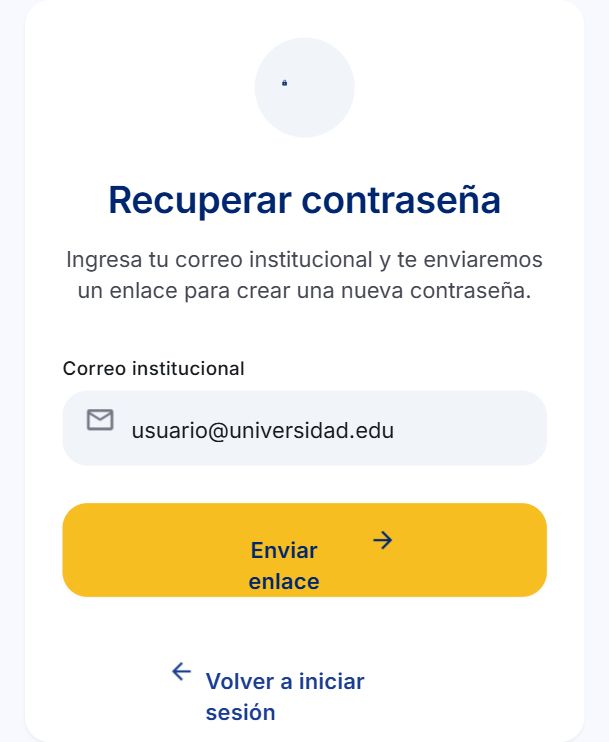 Recuperar contraseña
Ingresa tu correo institucional y te enviaremos
un enlace para crear una nueva contraseña.
Correo institucional
usuario@universidad.edu
Enviar
enlace
Volver a iniciar
sesión